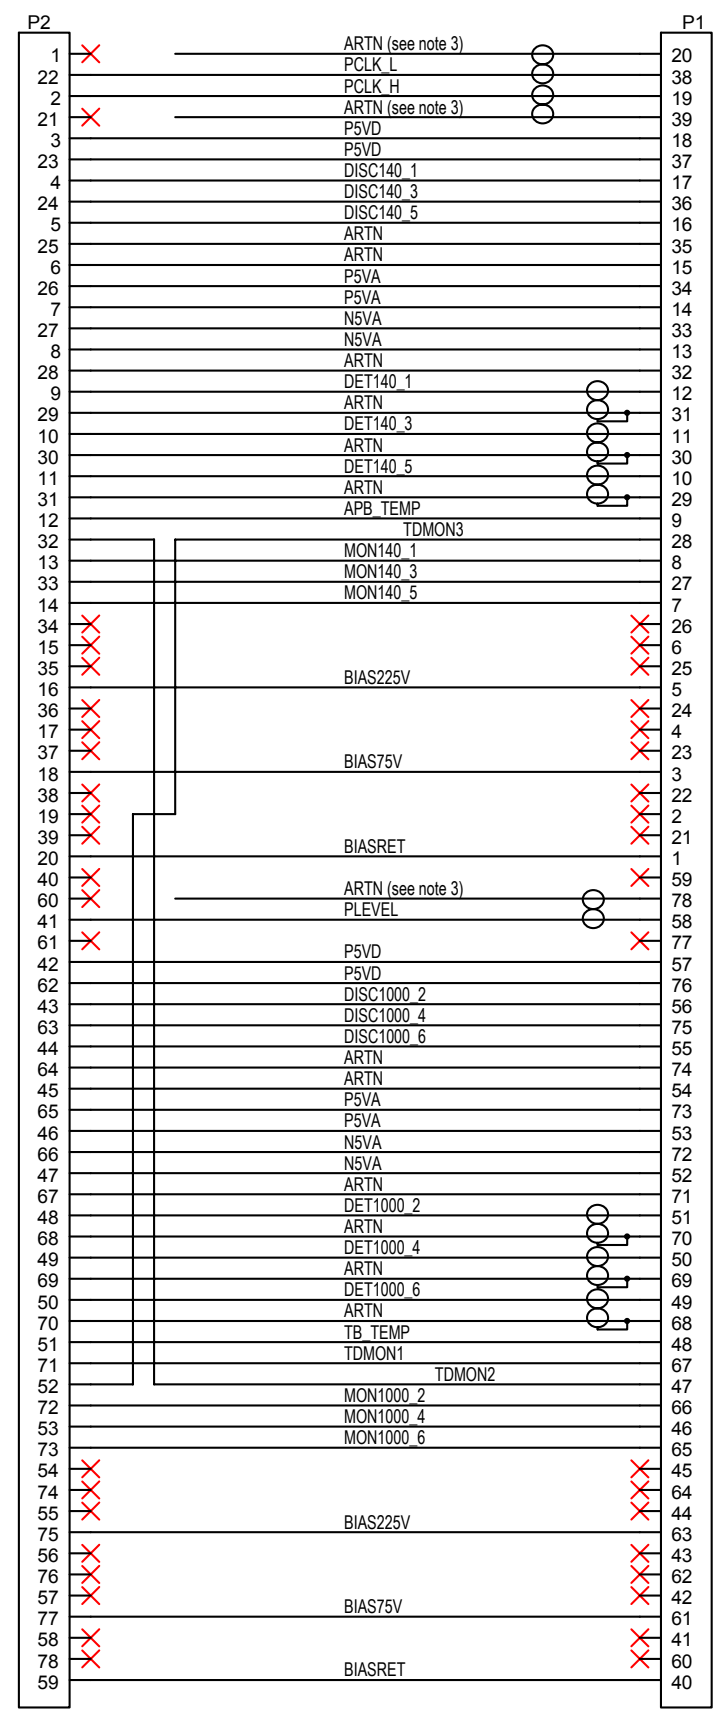 P2 P1
1 ARTN (see note 3) 20
22 PCLK_L 38
2 PCLK_H 19
21 ARTN (see note 3) 39
3 P5VD 18
23 P5VD 37
4 DISC140_1 17
24 DISC140_3 36
5 DISC140_5 16
25 ARTN 35
6 ARTN 15
26 P5VA 34
7 P5VA 14
27 N5VA 33
8 N5VA 13
28 ARTN 32
9 DET140_1 12
29 ARTN 31
10 DET140_3 11
30 ARTN 30
11 DET140_5 10
31 ARTN 29
12 APB_TEMP 9
32 TDMON3 28
13 MON140_1 8
33 MON140_3 27
14 MON140_5 7
34 26
15 6
35 25
16 BIAS225V 5
36 24
17 4
37 23
18 BIAS75V 3
38 22
19 2
39 21
20 BIASRET 1
40 59
60 ARTN (see note 3) 78
41 PLEVEL 58
61 77
42 P5VD 57
62 P5VD 76
43 DISC1000_2 56
63 DISC1000_4 75
44 DISC1000_6 55
64 ARTN 74
45 ARTN 54
65 P5VA 73
46 P5VA 53
66 N5VA 72
47 N5VA 52
67 ARTN 71
48 DET1000_2 51
68 ARTN 70
49 DET1000_4 50
69 ARTN 69
50 DET1000_6 49
70 ARTN 68
51 TB_TEMP 48
71 TDMON1 67
52 TDMON2 47
72 MON1000_2 66
53 MON1000_4 46
73 MON1000_6 65
54 45
74 64
55 44
75 BIAS225V 63
56 43
76 62
57 42
77 BIAS75V 61
58 41
78 60
59 BIASRET 40